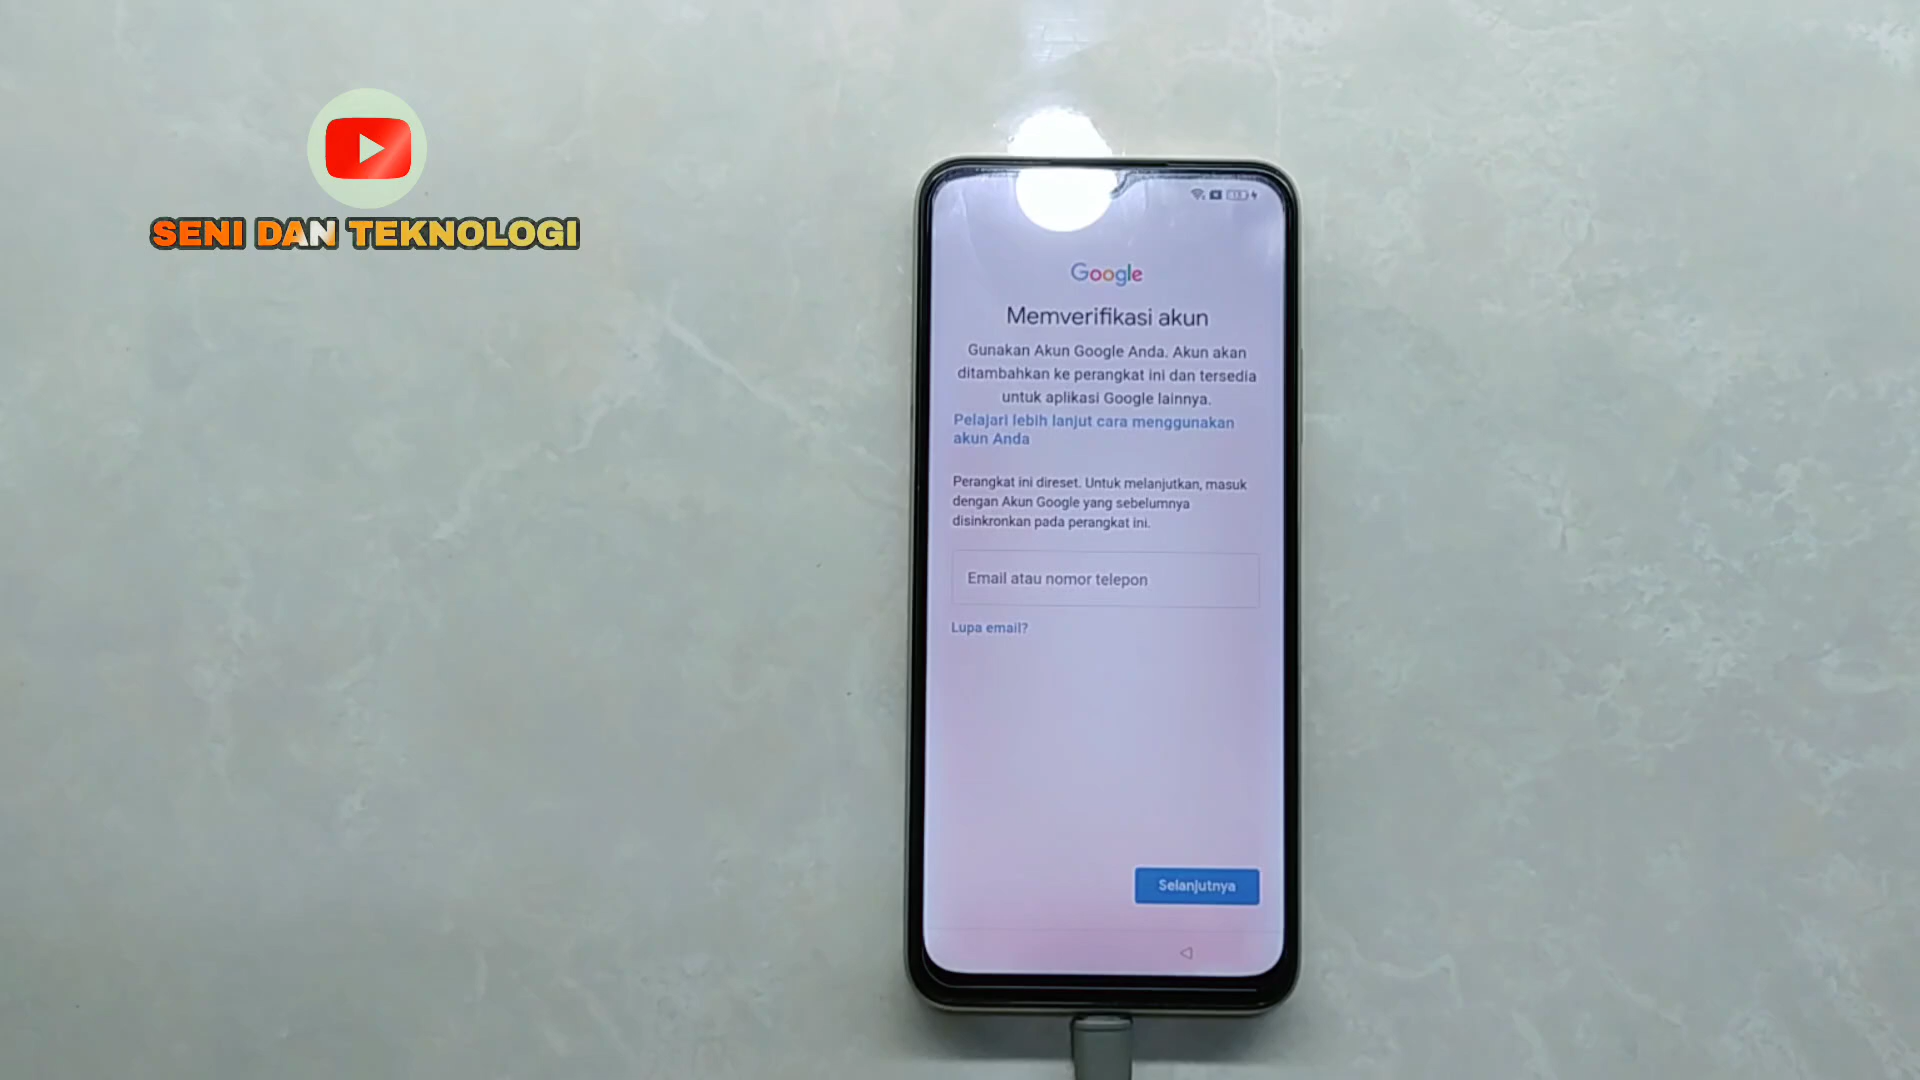 SENI DAN TEKNOLOGI
Google
Memverifikasi akun
Gunakan Akun Google Anda. Akun akan
ditambahkan ke perangkat ini dan tersedia
untuk aplikasi Google lainnya.
Pelajari lebih lanjut cara menggunakan
akun Anda
Perangkat ini direset. Untuk melanjutkan, masuk
dengan Akun Google yang sebelumnya
disinkronkan pada perangkat ini.
Email atau nomor telepon
Lupa email?
Selanjutnya